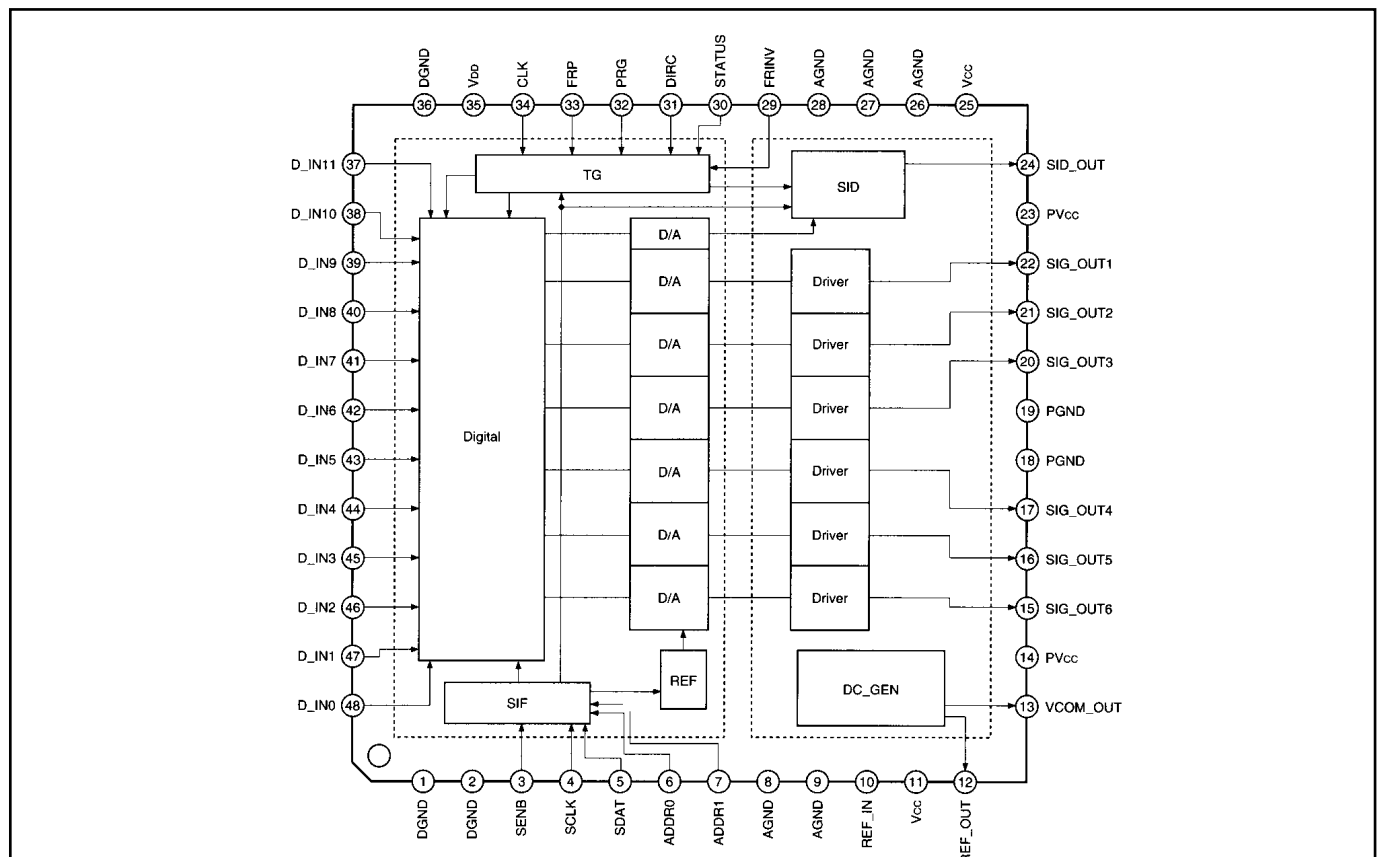 DGND
VDD
CLK
FRP
PRG
DIRC
STATUS
FRINV
AGND
AGND
AGND
Vcc
36
35
34
33
32
31
30
29
28
27
26
25
D_IN11 37
D_IN10 38
D_IN9 39
D_IN8 40
D_IN7 41
D_IN6 42
D_IN5 43
D_IN4 44
D_IN3 45
D_IN2 46
D_IN1 47
D_IN0 48
TG
SID
Digital
D/A
D/A
D/A
D/A
D/A
D/A
D/A
Driver
Driver
Driver
Driver
Driver
Driver
REF
SIF
DC_GEN
24 SID_OUT
23 PVcc
22 SIG_OUT1
21 SIG_OUT2
20 SIG_OUT3
19 PGND
18 PGND
17 SIG_OUT4
16 SIG_OUT5
15 SIG_OUT6
14 PVcc
13 VCOM_OUT
1
2
3
4
5
6
7
8
9
10
11
12
DGND
DGND
SENB
SCLK
SDAT
ADDR0
ADDR1
AGND
AGND
REF_IN
Vcc
REF_OUT